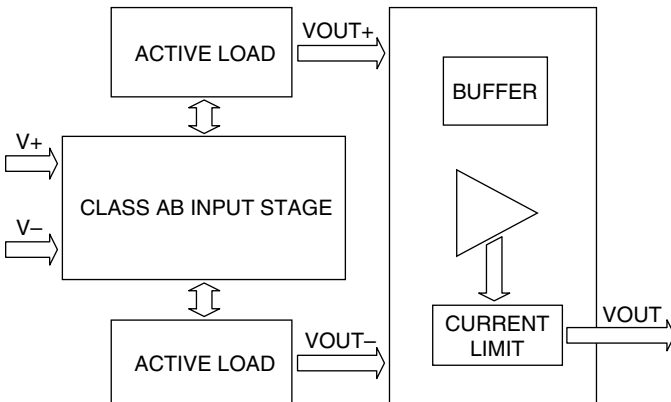 ACTIVE LOAD
VOUT+
BUFFER
V+
CLASS AB INPUT STAGE
V–
ACTIVE LOAD
VOUT–
CURRENT
LIMIT
VOUT